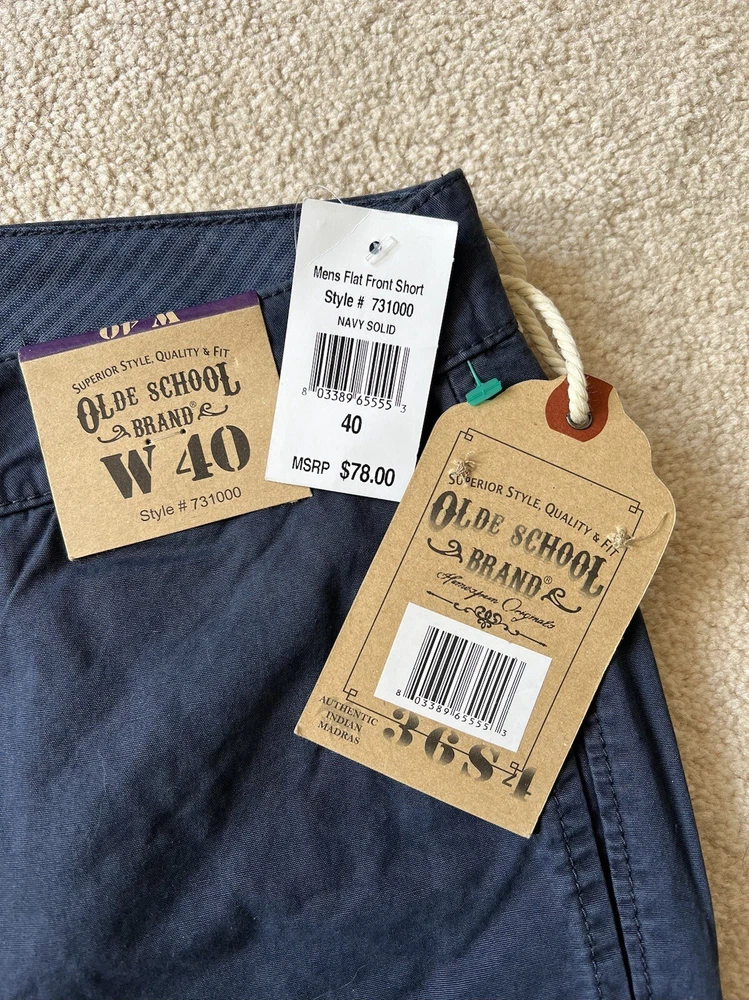 W 40
SUPERIOR STYLE, QUALITY & FIT
OLDE SCHOOL
BRAND®
W 40
Style # 731000
Mens Flat Front Short
Style # 731000
NAVY SOLID
8 03389 65555 3
40
MSRP $78.00
SUPERIOR STYLE, QUALITY & FIT
OLDE SCHOOL
BRAND®
Homespun Originals
8 03389 65555 3
AUTHENTIC
INDIAN
MADRAS
36S4